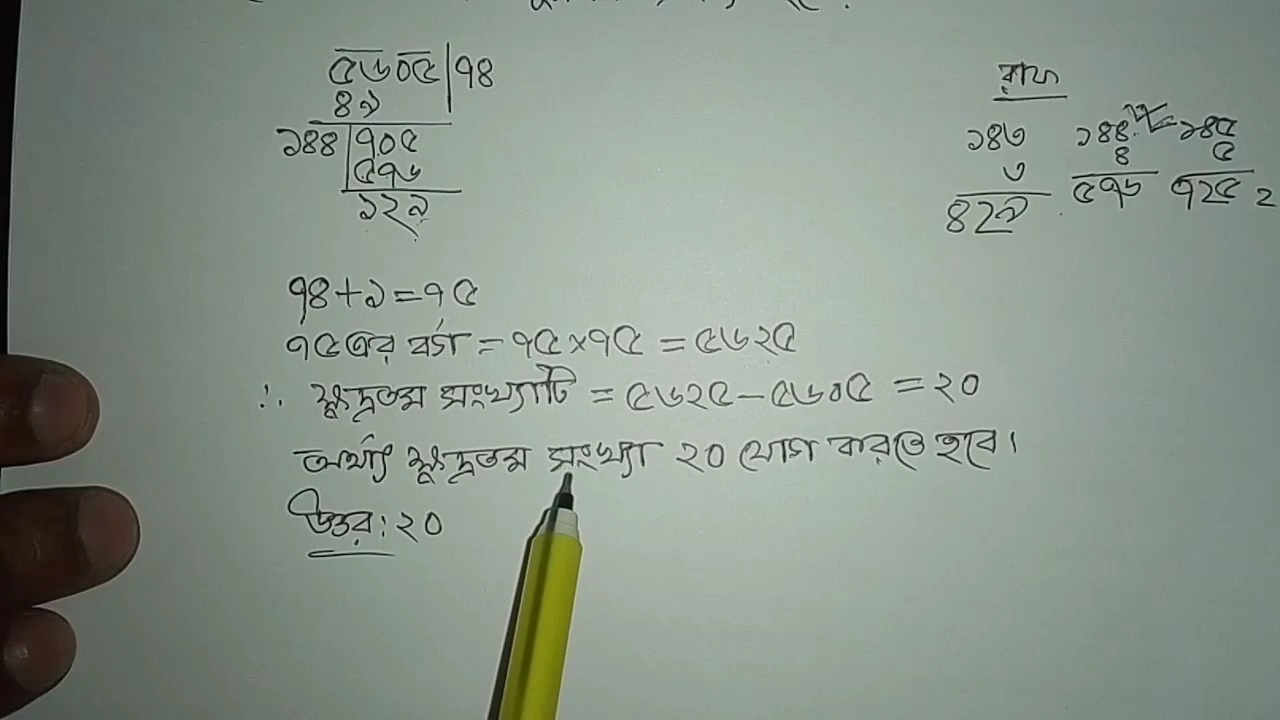 ৫৬০৫|৭৪
৪৯
১৪৪|৭০৫
৫৭৬
১২৯
রাফ
১৪৩ ১৪৪ ১৪৫
৩ ৪ ৫
৪২৯ ৫৭৬ ৭২৫ ২
৭৪+১=৭৫
৭৫এর বর্গ = ৭৫×৭৫ = ৫৬২৫
∴ ক্ষুদ্রতম সংখ্যাটি = ৫৬২৫-৫৬০৫ = ২০
অর্থাৎ ক্ষুদ্রতম সংখ্যা ২০ যোগ করতে হবে।
উত্তর: ২০